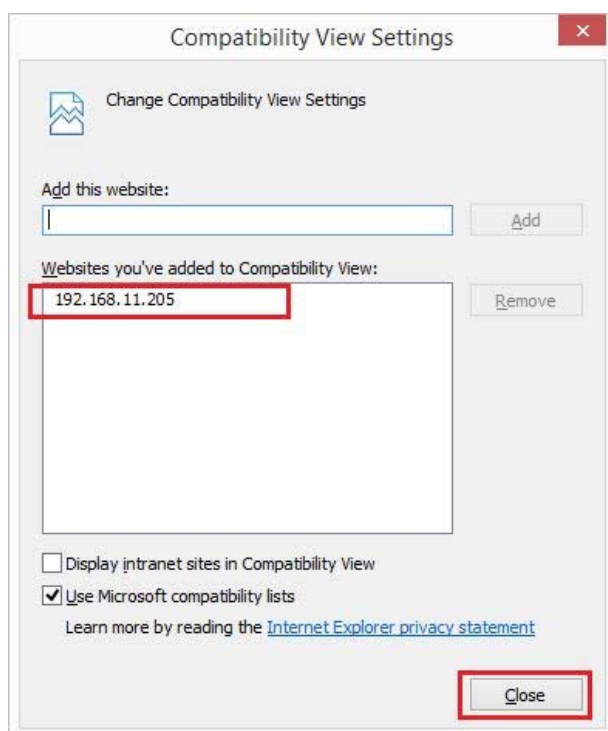 Compatibility View Settings
Change Compatibility View Settings
Add this website:
Add
Websites you've added to Compatibility View:
192.168.11.205
Remove
Display intranet sites in Compatibility View
Use Microsoft compatibility lists
Learn more by reading the Internet Explorer privacy statement
Close